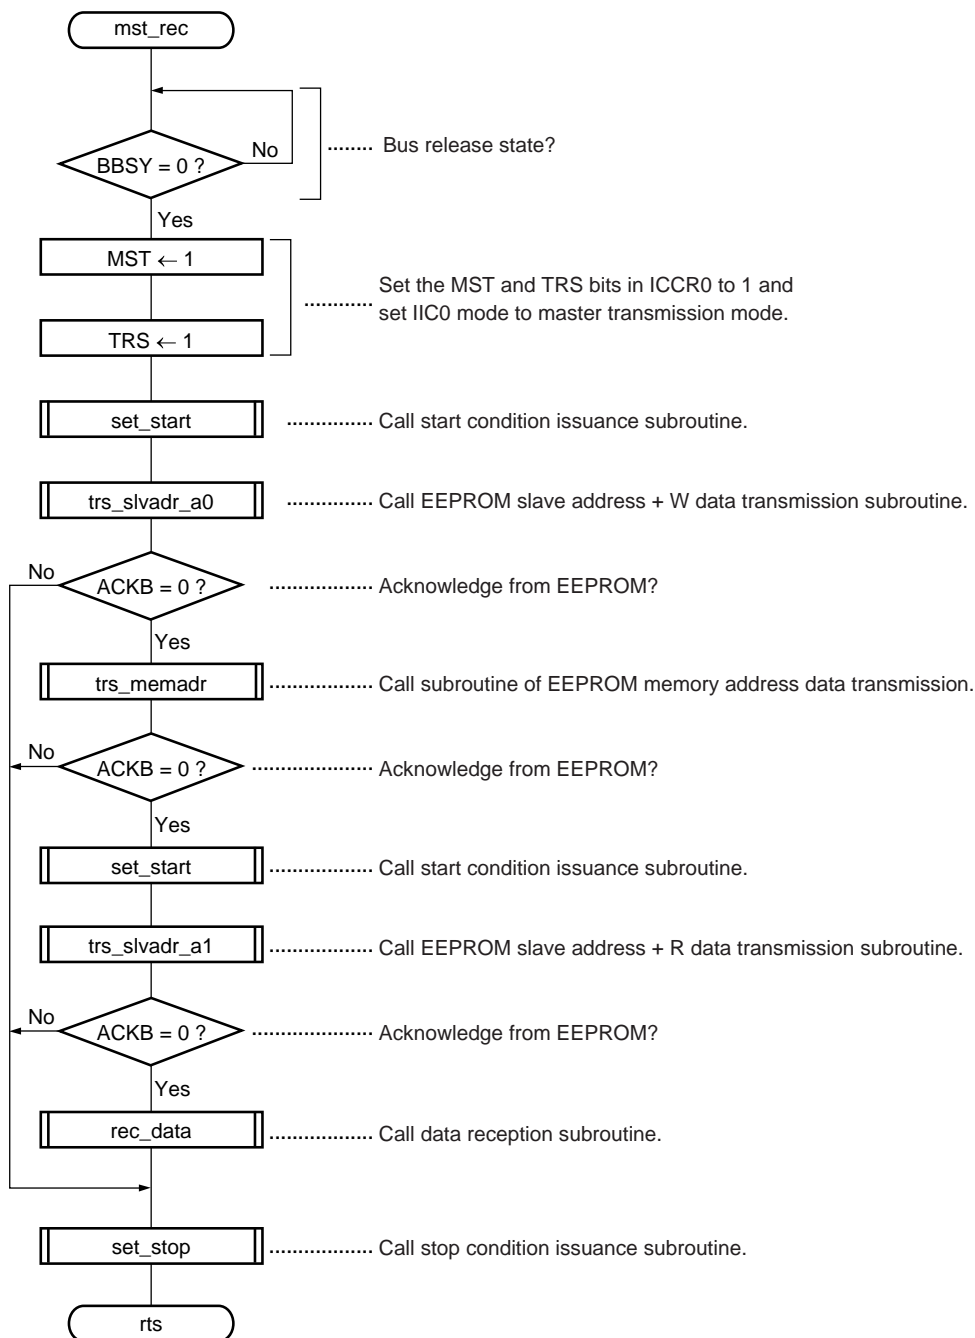 mst_rec
BBSY = 0 ?
No
Bus release state?
Yes
MST ← 1
TRS ← 1
Set the MST and TRS bits in ICCR0 to 1 and
set IIC0 mode to master transmission mode.
set_start
Call start condition issuance subroutine.
trs_slvadr_a0
Call EEPROM slave address + W data transmission subroutine.
No
ACKB = 0 ?
Acknowledge from EEPROM?
Yes
trs_memadr
Call subroutine of EEPROM memory address data transmission.
No
ACKB = 0 ?
Acknowledge from EEPROM?
Yes
set_start
Call start condition issuance subroutine.
trs_slvadr_a1
Call EEPROM slave address + R data transmission subroutine.
No
ACKB = 0 ?
Acknowledge from EEPROM?
Yes
rec_data
Call data reception subroutine.
set_stop
Call stop condition issuance subroutine.
rts